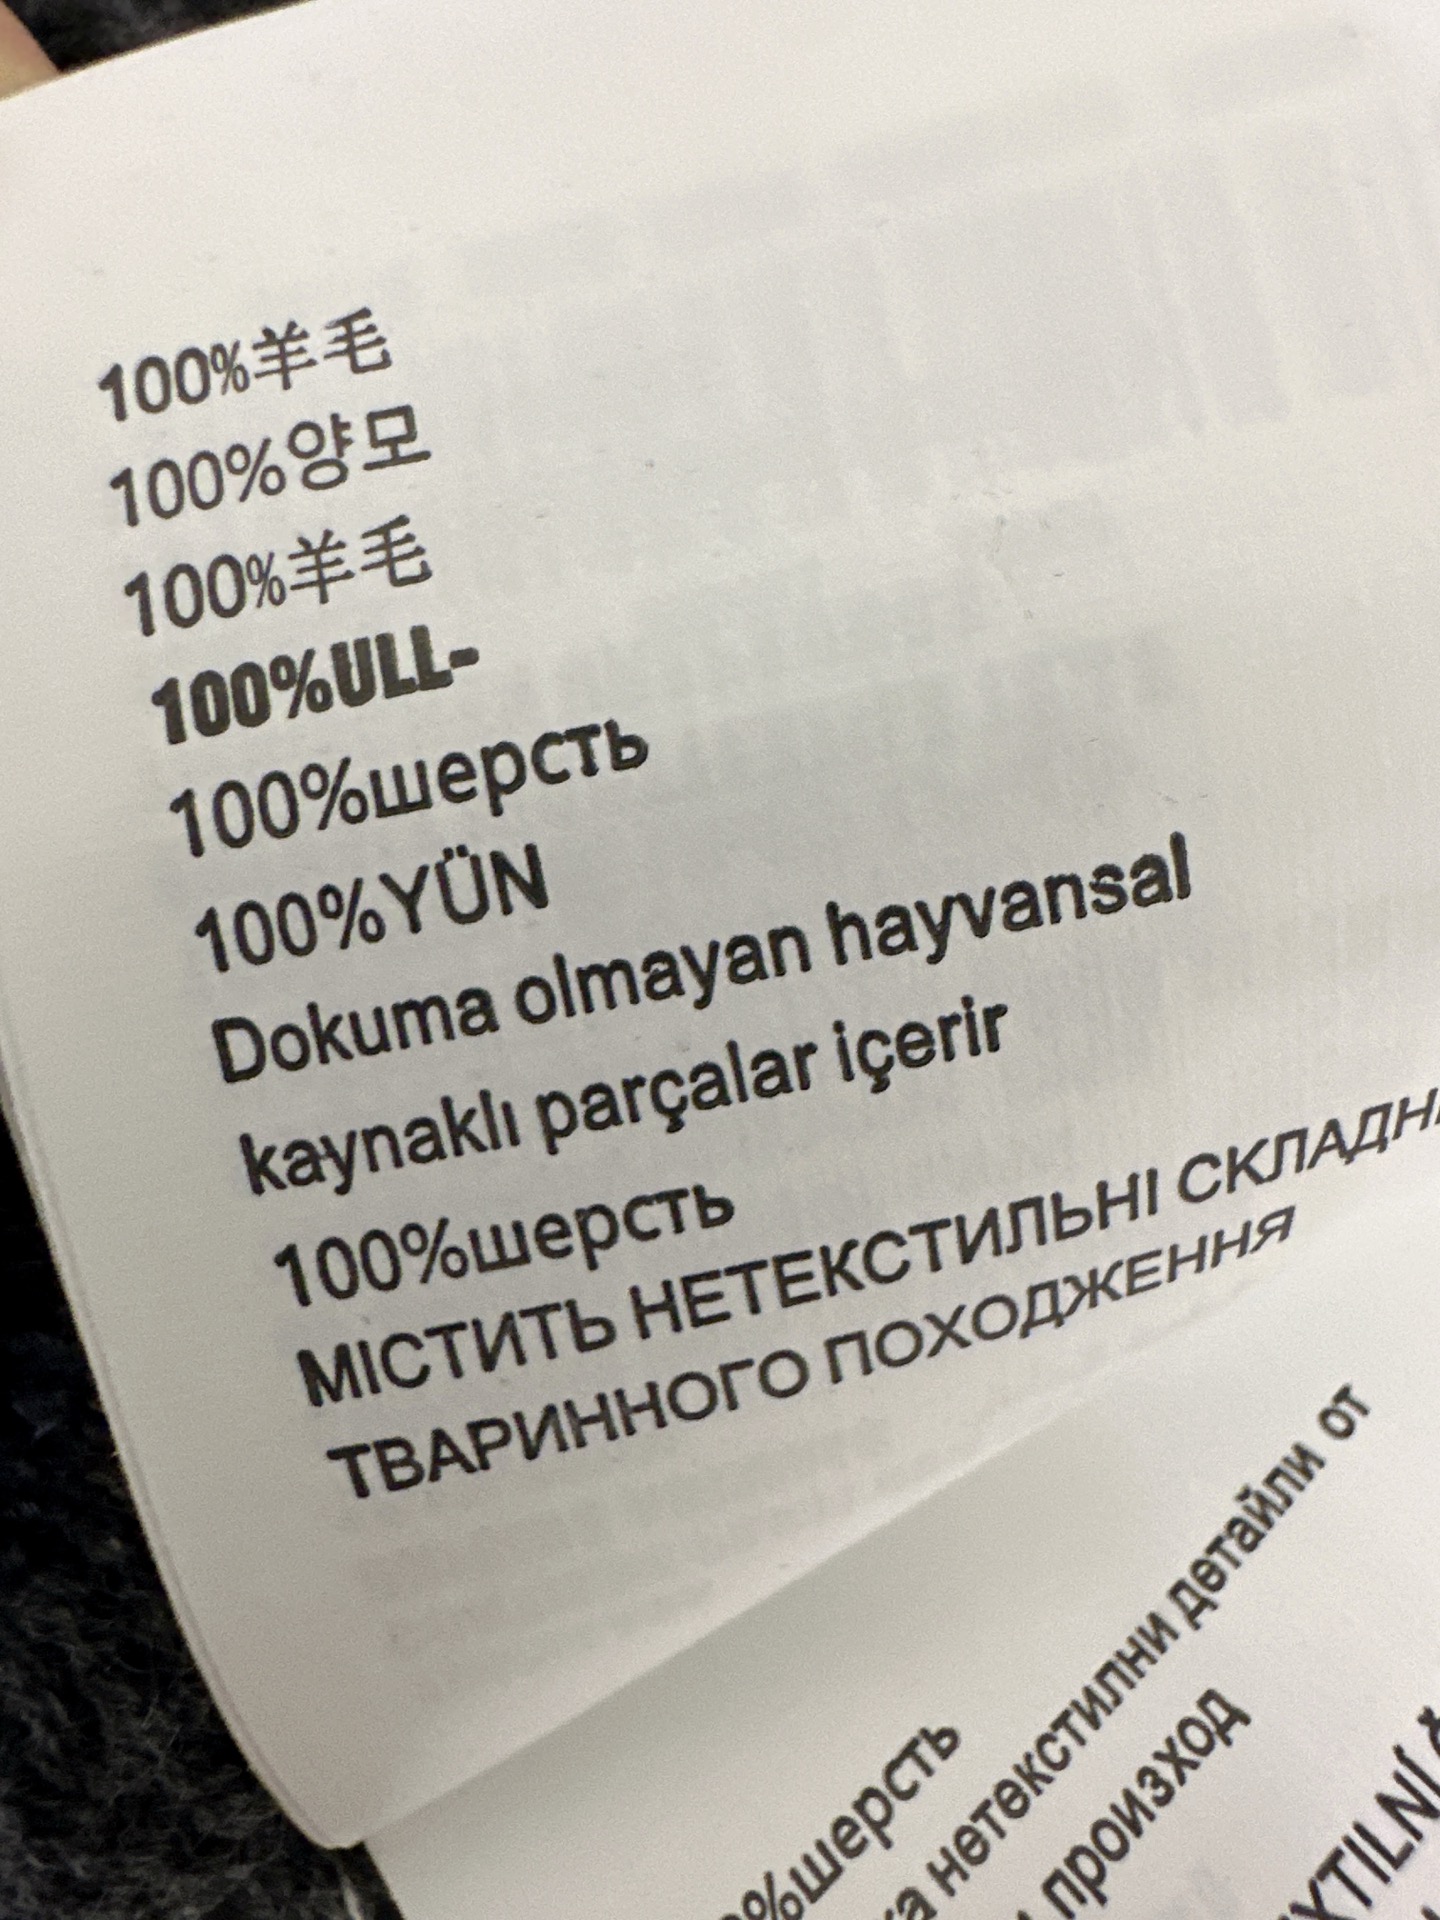 100%羊毛
100%양모
100%羊毛
100%ULL-
100%шерсть
100%YÜN
Dokuma olmayan hayvansal
kaynaklı parçalar içerir
100%шерсть
МІСТИТЬ НЕТЕКСТИЛЬНІ
ТВАРИННОГО ПОХОДЖЕННЯ
%шерсть
нетекстилни детайли от
произход